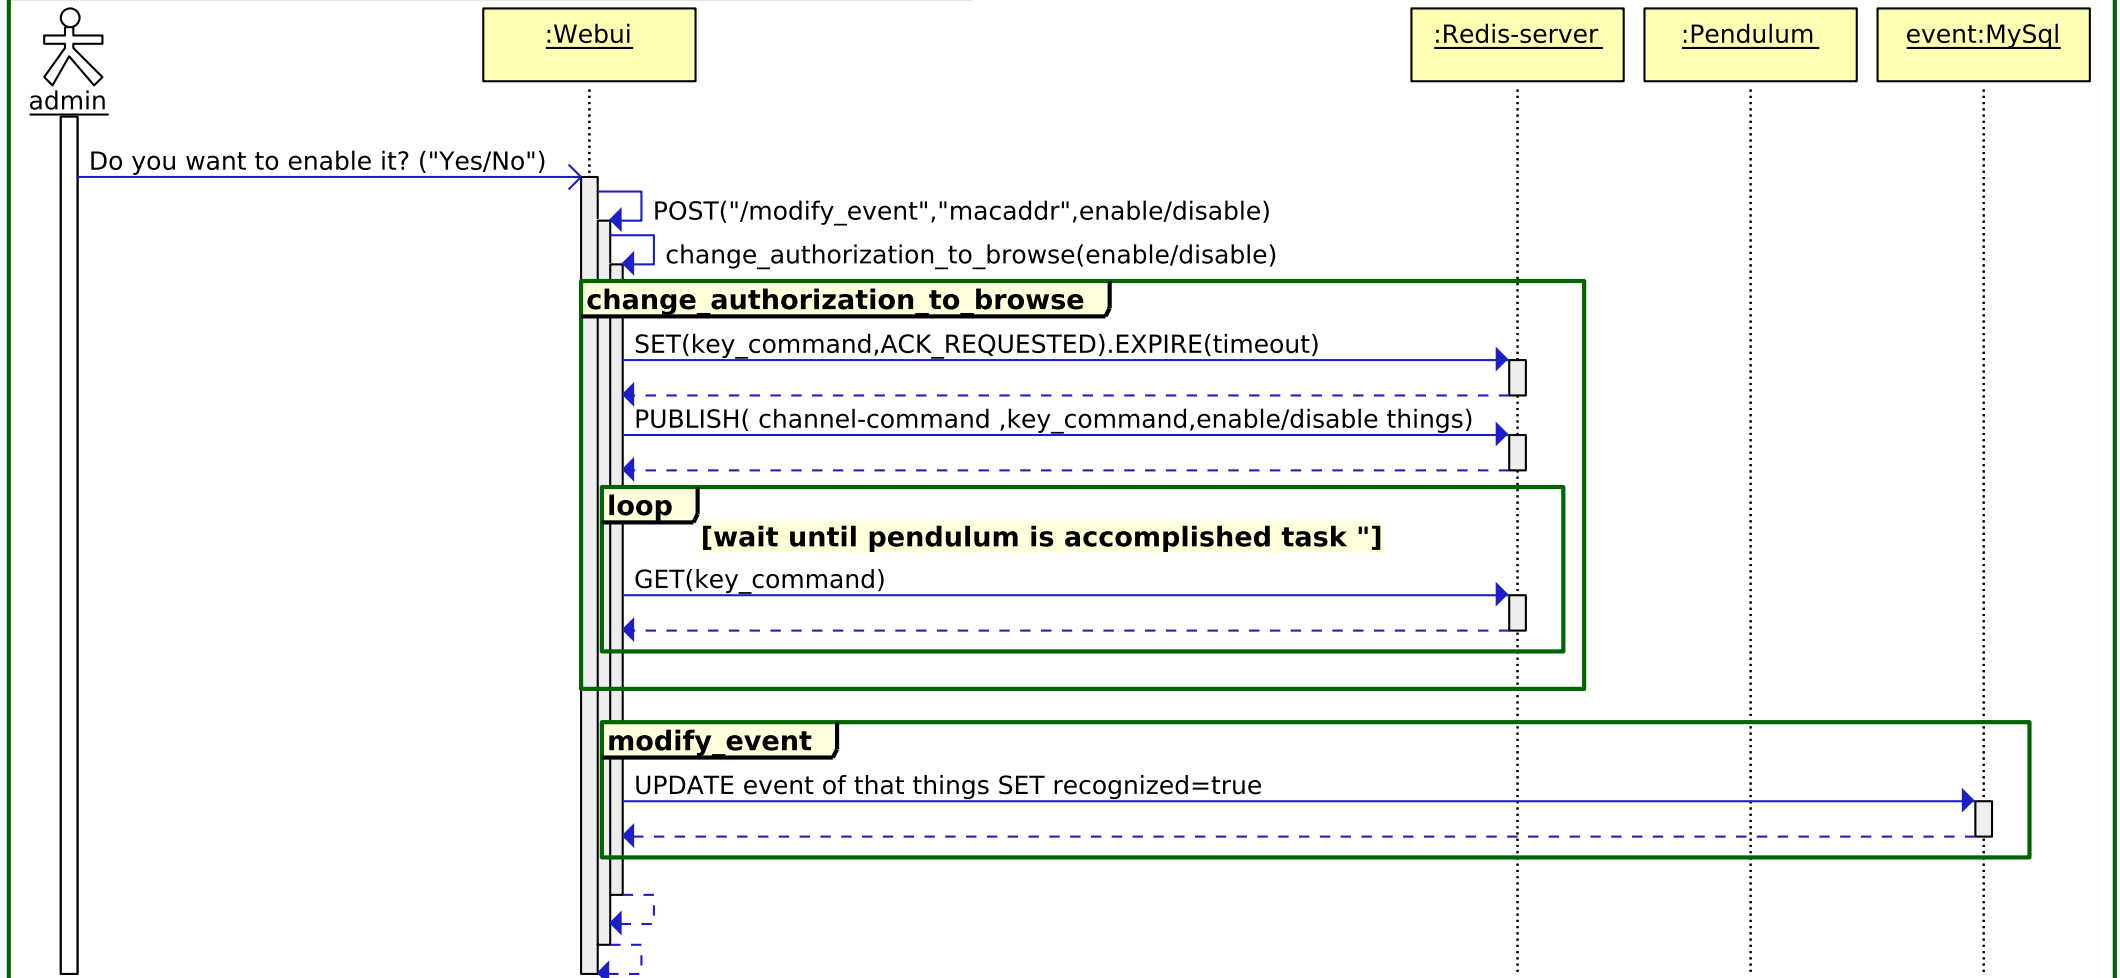 admin
:Webui
:Redis-server
:Pendulum
event:MySql
Do you want to enable it? ("Yes/No")
POST("/modify_event","macaddr",enable/disable)
change_authorization_to_browse(enable/disable)
change_authorization_to_browse
SET(key_command,ACK_REQUESTED).EXPIRE(timeout)
PUBLISH( channel-command ,key_command,enable/disable things)
loop
[wait until pendulum is accomplished task "]
GET(key_command)
modify_event
UPDATE event of that things SET recognized=true